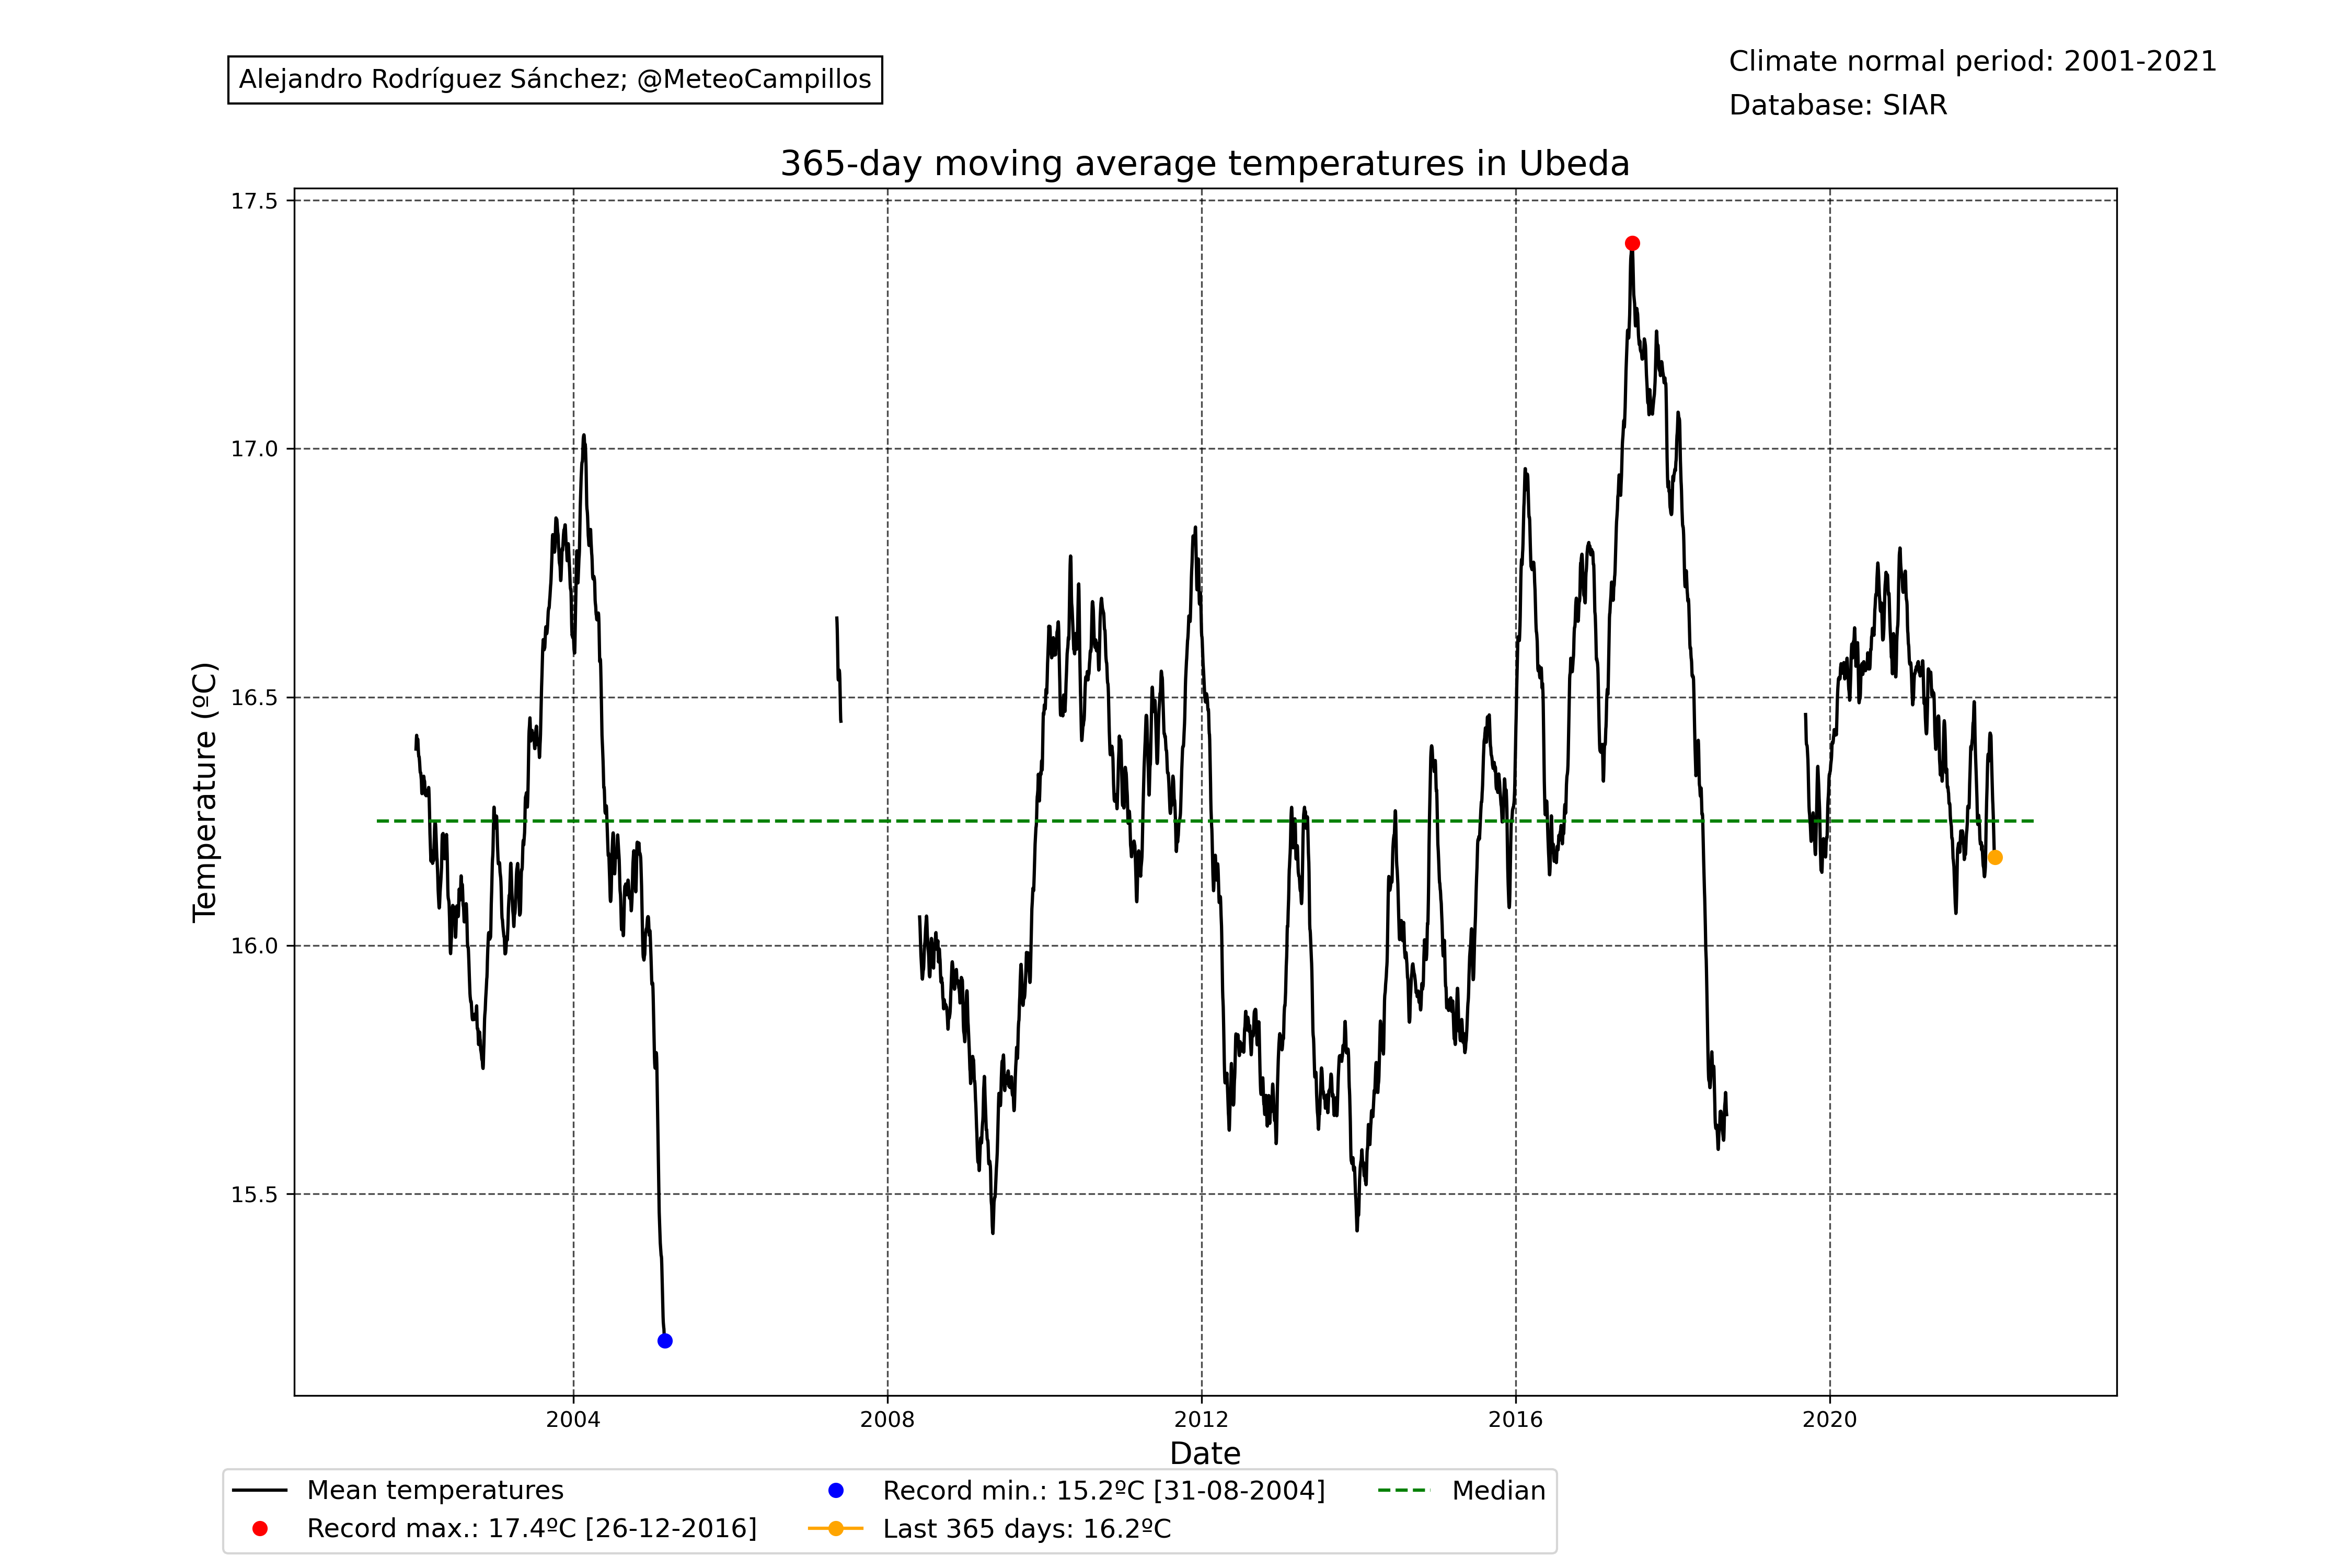 Alejandro Rodríguez Sánchez; @MeteoCampillos
Climate normal period: 2001-2021
Database: SIAR
365-day moving average temperatures in Ubeda
17.5
17.0
16.5
16.0
15.5
Temperature (ºC)
2004 2008 2012 2016 2020
Date
Mean temperatures
Record max.: 17.4ºC [26-12-2016]
Record min.: 15.2ºC [31-08-2004]
Last 365 days: 16.2ºC
Median